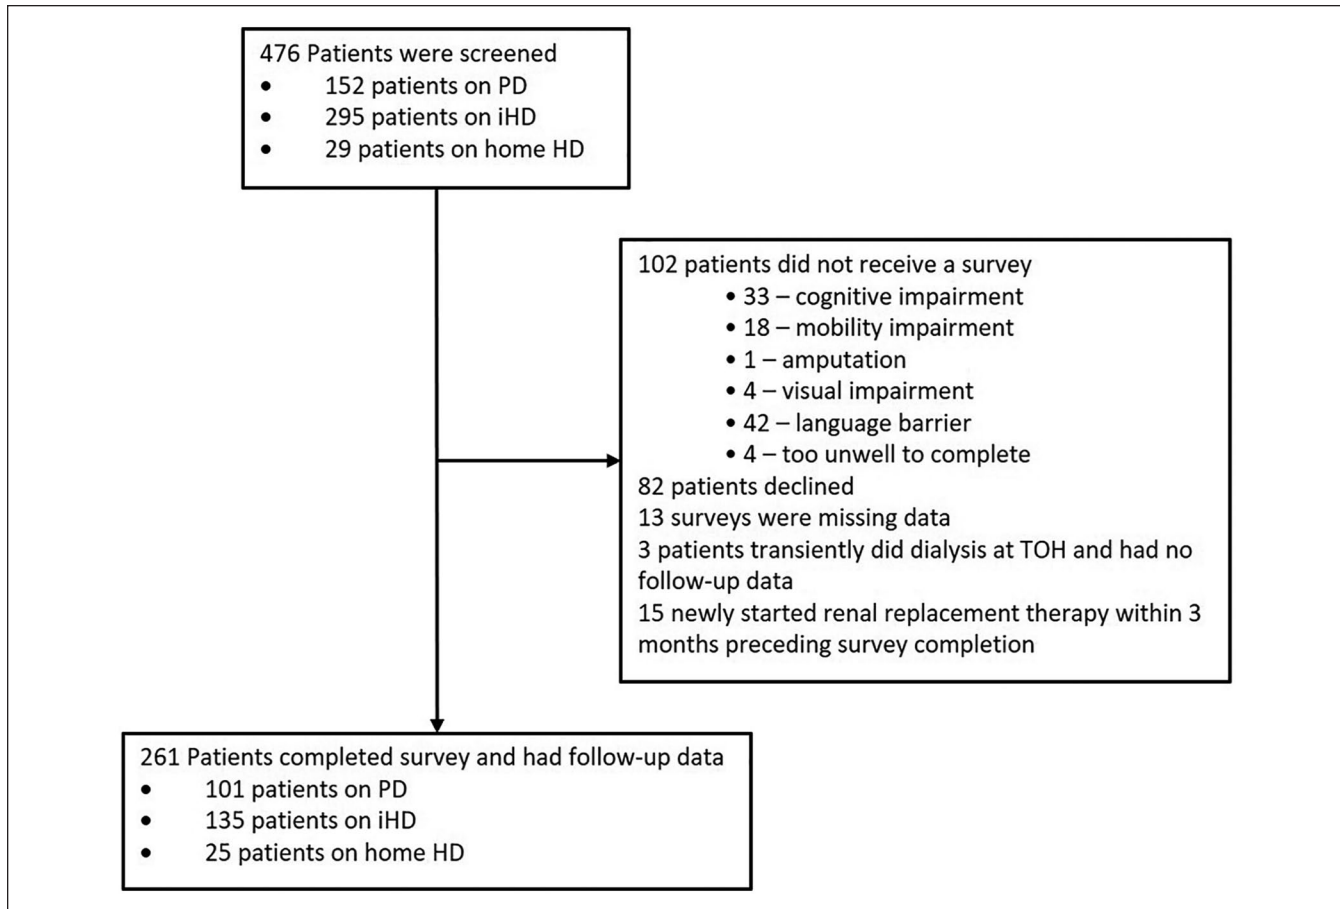 476 Patients were screened
• 152 patients on PD
• 295 patients on iHD
• 29 patients on home HD
102 patients did not receive a survey
• 33 – cognitive impairment
• 18 – mobility impairment
• 1 – amputation
• 4 – visual impairment
• 42 – language barrier
• 4 – too unwell to complete
82 patients declined
13 surveys were missing data
3 patients transiently did dialysis at TOH and had no
follow-up data
15 newly started renal replacement therapy within 3
months preceding survey completion
261 Patients completed survey and had follow-up data
• 101 patients on PD
• 135 patients on iHD
• 25 patients on home HD